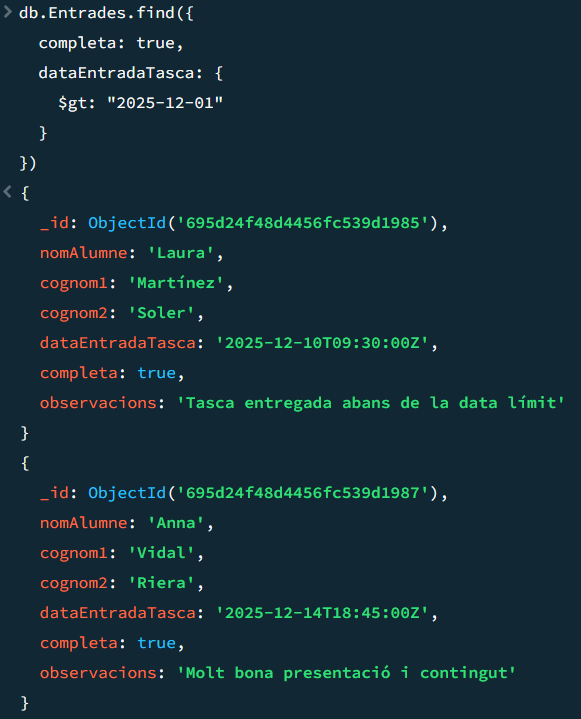 > db.Entrades.find({
completa: true,
dataEntradaTasca: {
$gt: "2025-12-01"
}
})
< {
_id: ObjectId('695d24f48d4456fc539d1985'),
nomAlumne: 'Laura',
cognom1: 'Martínez',
cognom2: 'Soler',
dataEntradaTasca: '2025-12-10T09:30:00Z',
completa: true,
observacions: 'Tasca entregada abans de la data límit'
}
{
_id: ObjectId('695d24f48d4456fc539d1987'),
nomAlumne: 'Anna',
cognom1: 'Vidal',
cognom2: 'Riera',
dataEntradaTasca: '2025-12-14T18:45:00Z',
completa: true,
observacions: 'Molt bona presentació i contingut'
}